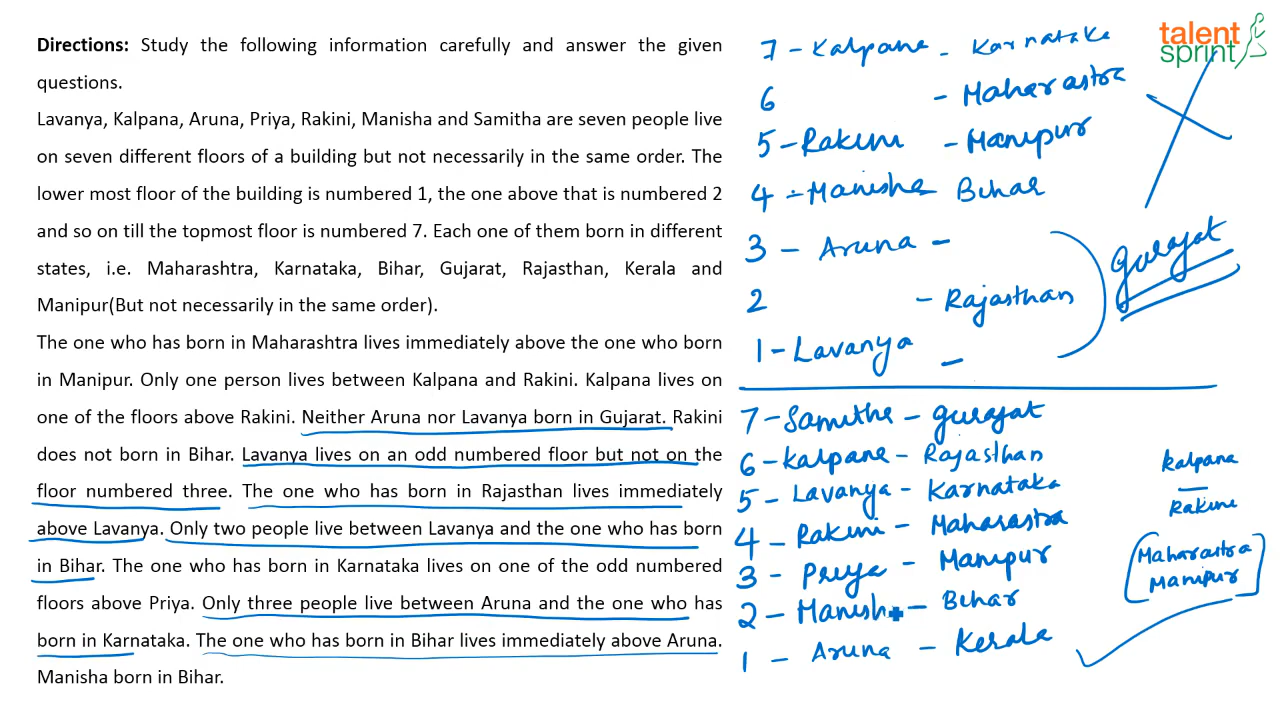 Directions: Study the following information carefully and answer the given
questions.
Lavanya, Kalpana, Aruna, Priya, Rakini, Manisha and Samitha are seven people live
on seven different floors of a building but not necessarily in the same order. The
lower most floor of the building is numbered 1, the one above that is numbered 2
and so on till the topmost floor is numbered 7. Each one of them born in different
states, i.e. Maharashtra, Karnataka, Bihar, Gujarat, Rajasthan, Kerala and
Manipur(But not necessarily in the same order).
The one who has born in Maharashtra lives immediately above the one who born
in Manipur. Only one person lives between Kalpana and Rakini. Kalpana lives on
one of the floors above Rakini. Neither Aruna nor Lavanya born in Gujarat. Rakini
does not born in Bihar. Lavanya lives on an odd numbered floor but not on the
floor numbered three. The one who has born in Rajasthan lives immediately
above Lavanya. Only two people live between Lavanya and the one who has born
in Bihar. The one who has born in Karnataka lives on one of the odd numbered
floors above Priya. Only three people live between Aruna and the one who has
born in Karnataka. The one who has born in Bihar lives immediately above Aruna.
Manisha born in Bihar.
talent
sprint
7 - Kalpana - Karnataka
6 - Maharastra
5 - Rakini - Manipur
4 - Manisha Bihar
3 - Aruna -
2 - Rajasthan
1 - Lavanya -
gurajat
7 - Samitha - gurajat
6 - Kalpana - Rajasthan
5 - Lavanya - Karnataka
4 - Rakini - Maharastra
3 - Priya - Manipur
2 - Manish - Bihar
1 - Aruna - Kerala
Kalpana
—
Rakini
Maharastra
Manipur